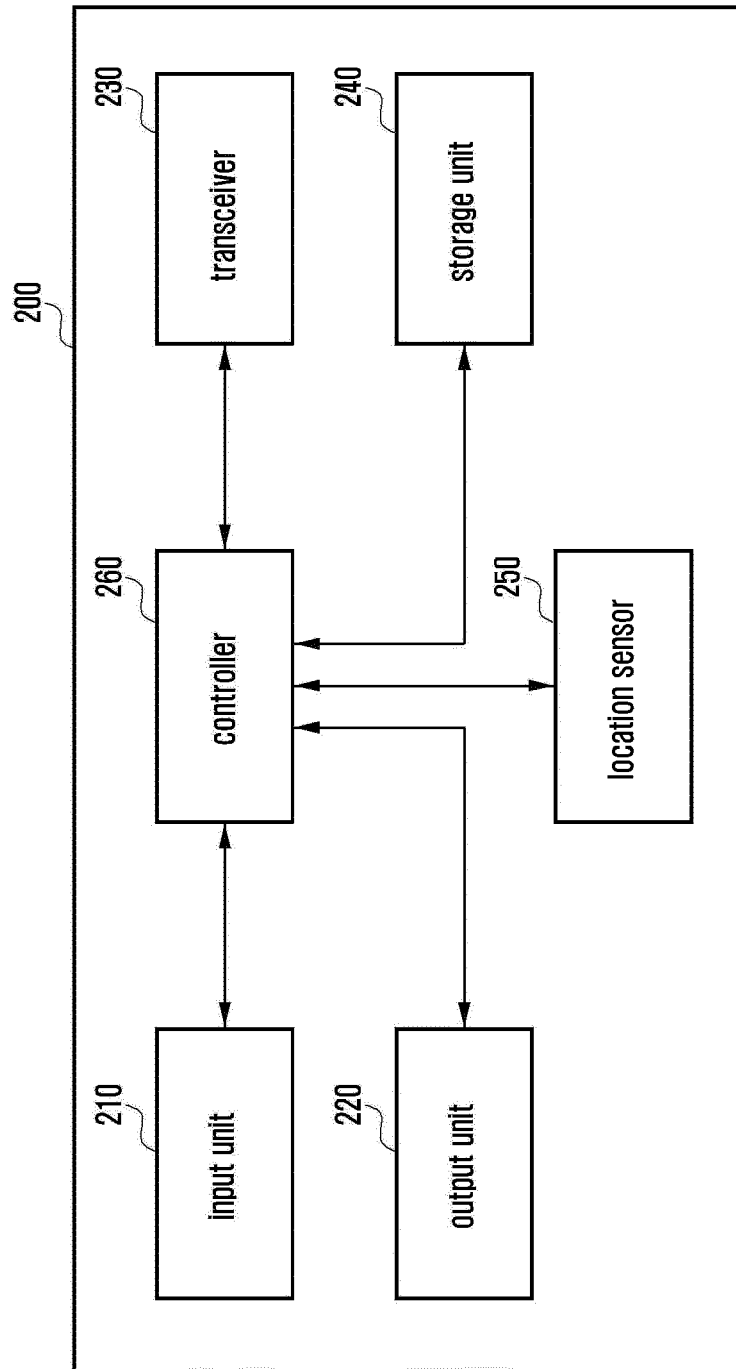 200
210
input unit
260
controller
230
transceiver
220
output unit
240
storage unit
250
location sensor